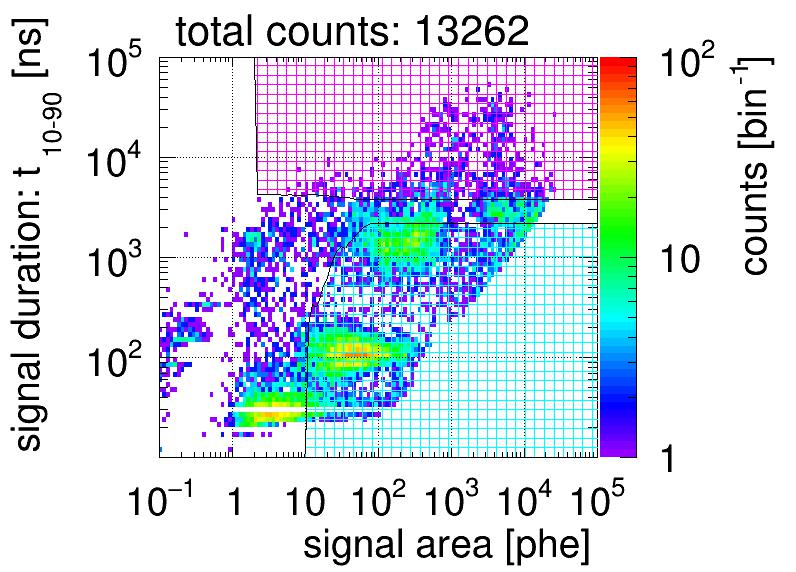 total counts: 13262
signal duration: t 10-90 [ns]
10^5
10^4
10^3
10^2
10^-1 1 10 10^2 10^3 10^4 10^5
signal area [phe]
10^2
10
1
counts [bin^-1]